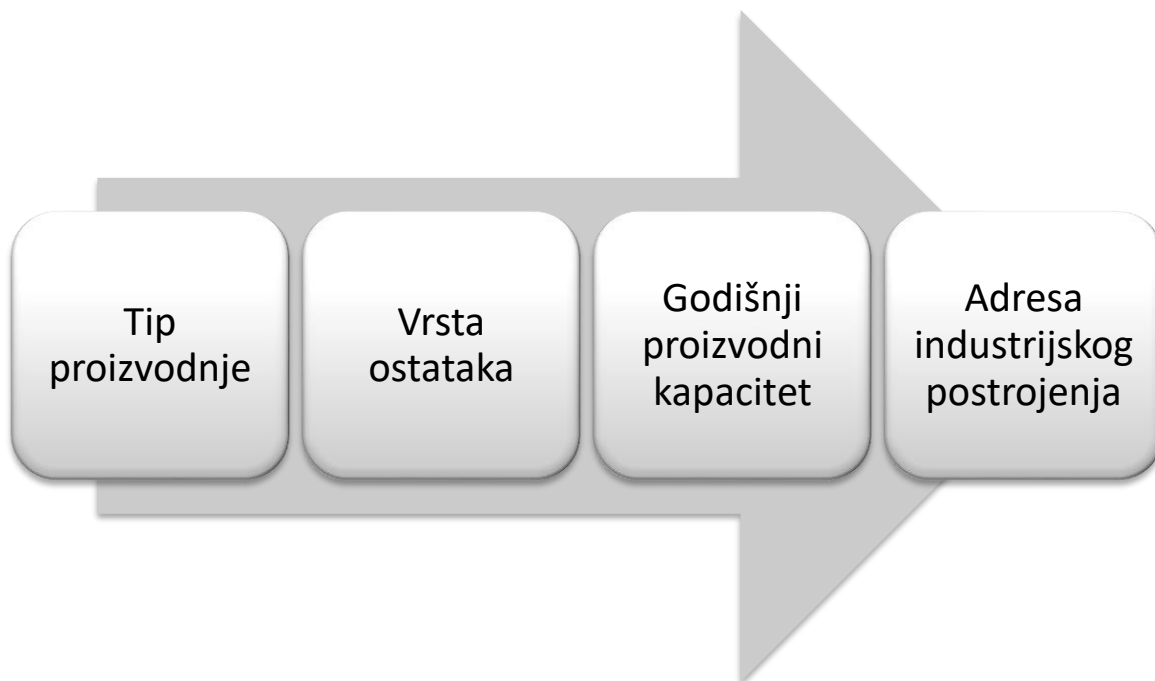 Tip
proizvodnje
Vrsta
ostataka
Godišnji
proizvodni
kapacitet
Adresa
industrijskog
postrojenja